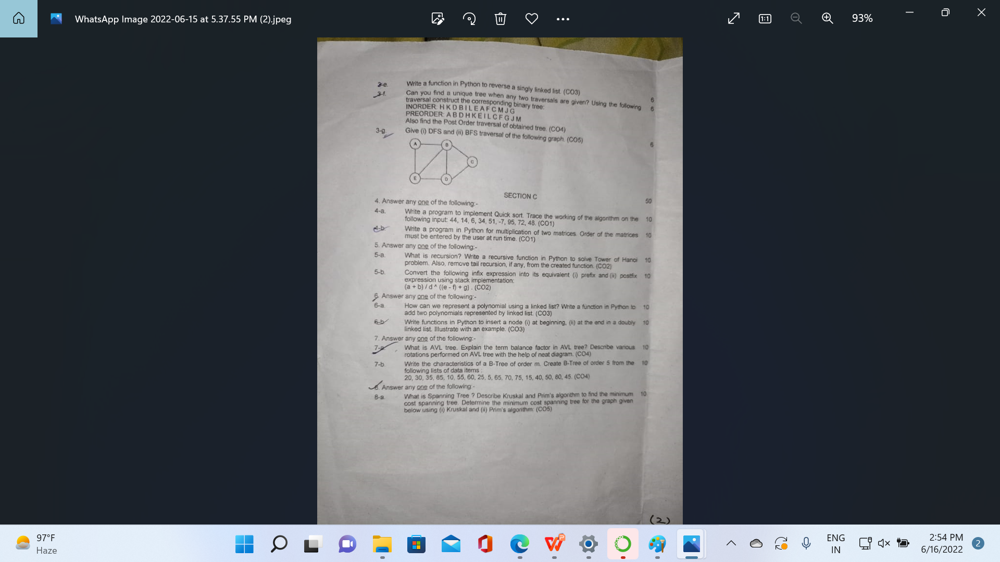 WhatsApp Image 2022-06-15 at 5.37.55 PM (2).jpeg
93%
3-e. Write a function in Python to reverse a singly linked list. (CO3) 6
3-f. Can you find a unique tree when any two traversals are given? Using the following 6
traversal construct the corresponding binary tree:
INORDER: H K D B I L E A F C M J G
PREORDER: A B D H K E I L C F G J M
Also find the Post Order traversal of obtained tree. (CO4)
3-g. Give (i) DFS and (ii) BFS traversal of the following graph. (CO5) 6
A B
C
E D
SECTION C 50
4. Answer any one of the following:-
4-a. Write a program to implement Quick sort. Trace the working of the algorithm on the 10
following input: 44, 14, 6, 34, 51, -7, 95, 72, 48. (CO1)
4-b. Write a program in Python for multiplication of two matrices. Order of the matrices 10
must be entered by the user at run time. (CO1)
5. Answer any one of the following:-
5-a. What is recursion? Write a recursive function in Python to solve Tower of Hanoi 10
problem. Also, remove tail recursion, if any, from the created function. (CO2)
5-b. Convert the following infix expression into its equivalent (i) prefix and (ii) postfix 10
expression using stack implementation:
(a + b) / d ^ ((e - f) + g) . (CO2)
6. Answer any one of the following:-
6-a. How can we represent a polynomial using a linked list? Write a function in Python to 10
add two polynomials represented by linked list. (CO3)
6-b. Write functions in Python to insert a node (i) at beginning, (ii) at the end in a doubly 10
linked list. Illustrate with an example. (CO3)
7. Answer any one of the following:-
7-a. What is AVL tree. Explain the term balance factor in AVL tree? Describe various 10
rotations performed on AVL tree with the help of neat diagram. (CO4)
7-b. Write the characteristics of a B-Tree of order m. Create B-Tree of order 5 from the 10
following lists of data items :
20, 30, 35, 85, 10, 55, 60, 25, 5, 65, 70, 75, 15, 40, 50, 80, 45. (CO4)
8. Answer any one of the following:-
8-a. What is Spanning Tree ? Describe Kruskal and Prim's algorithm to find the minimum 10
cost spanning tree. Determine the minimum cost spanning tree for the graph given
below using (i) Kruskal and (ii) Prim's algorithm: (CO5)
(2)
97°F
Haze
ENG
IN
2:54 PM
6/16/2022
2